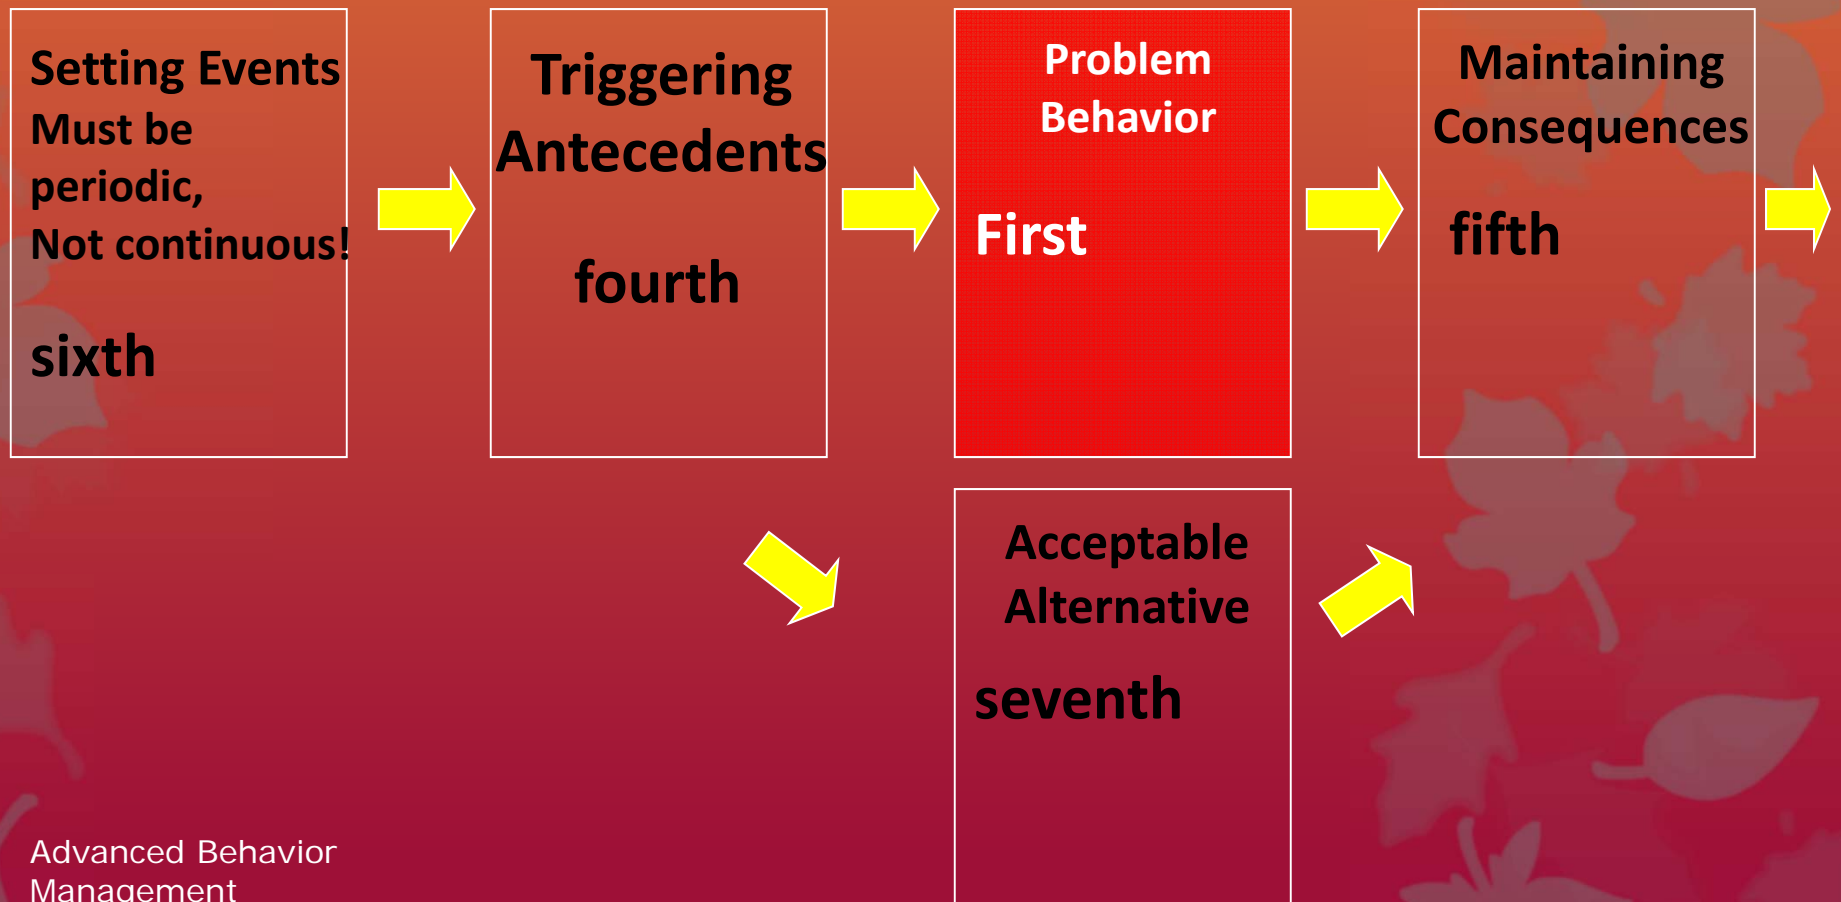 Setting Events
Must be
periodic,
Not continuous!
sixth
Triggering
Antecedents
fourth
Problem
Behavior
First
Maintaining
Consequences
fifth
Acceptable
Alternative
seventh
Advanced Behavior
Management